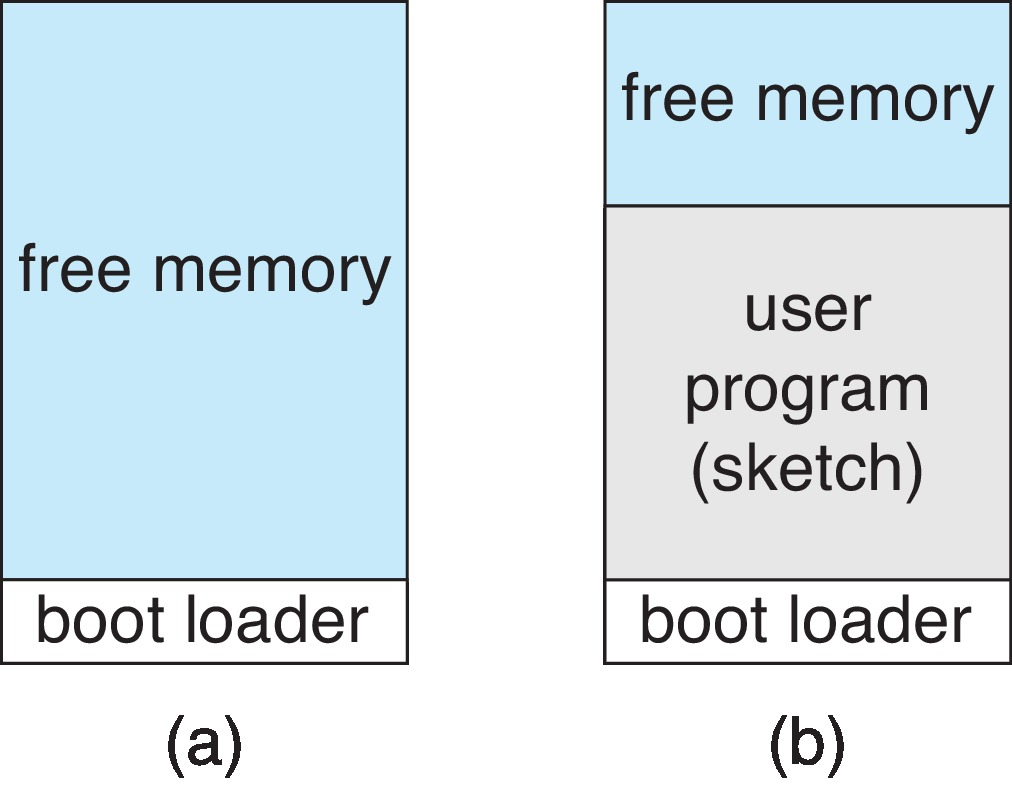 free memory
boot loader
(a)
free memory
user
program
(sketch)
boot loader
(b)